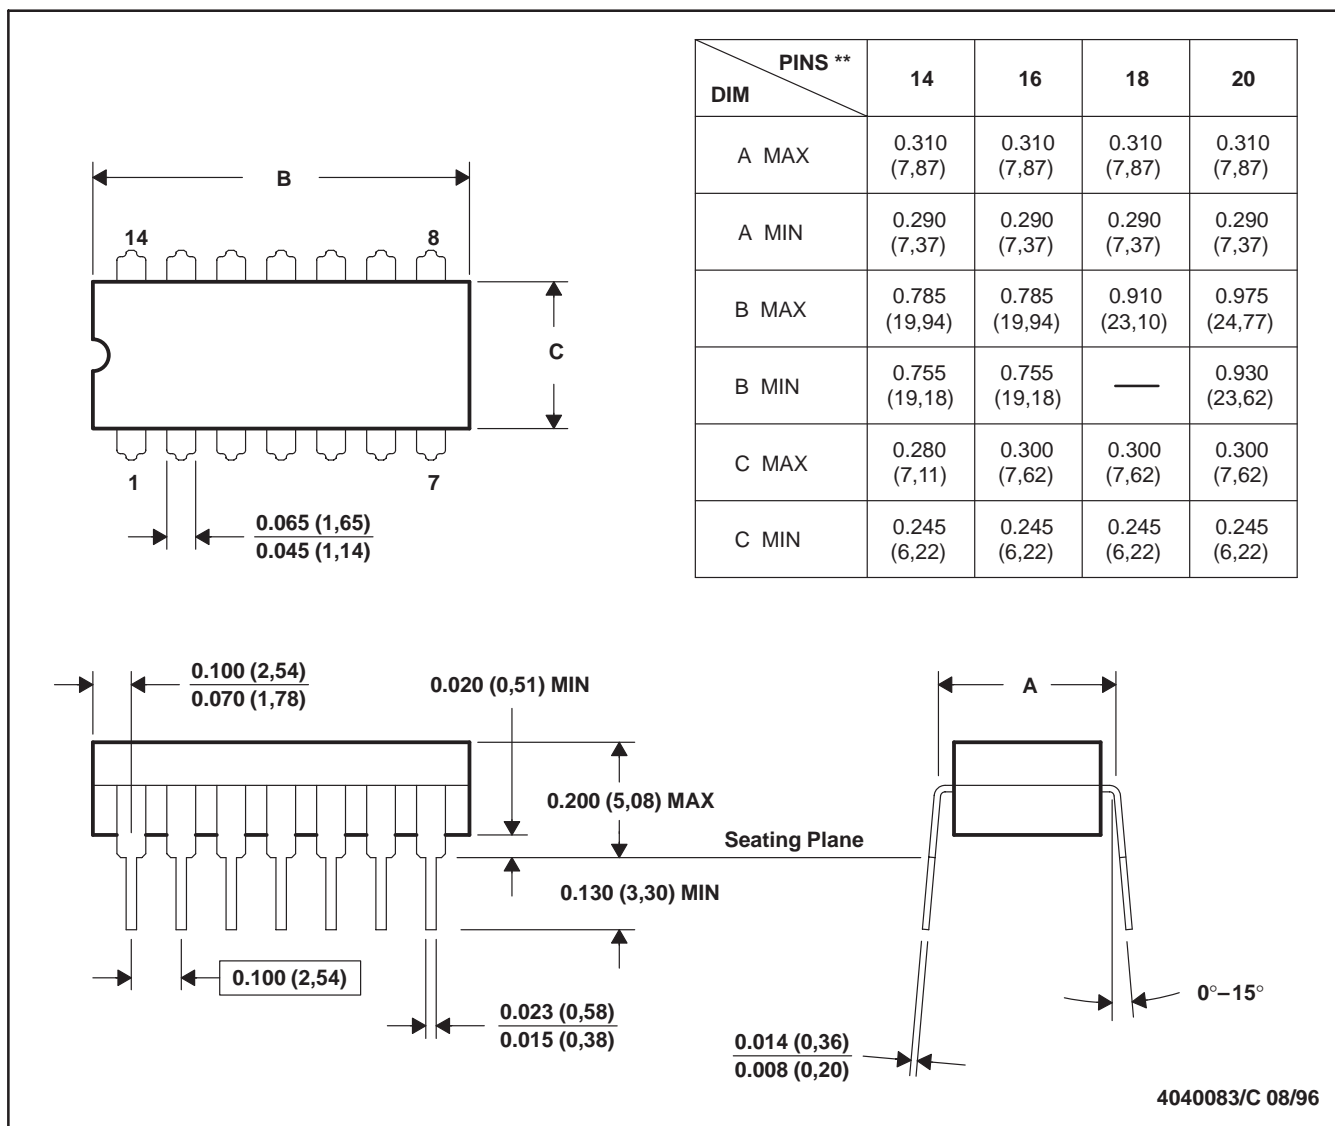 PINS **
DIM
14 16 18 20
A MAX 0.310 0.310 0.310 0.310
(7,87) (7,87) (7,87) (7,87)
A MIN 0.290 0.290 0.290 0.290
(7,37) (7,37) (7,37) (7,37)
B MAX 0.785 0.785 0.910 0.975
(19,94) (19,94) (23,10) (24,77)
B MIN 0.755 0.755 — 0.930
(19,18) (19,18) (23,62)
C MAX 0.280 0.300 0.300 0.300
(7,11) (7,62) (7,62) (7,62)
C MIN 0.245 0.245 0.245 0.245
(6,22) (6,22) (6,22) (6,22)
B
14 8
C
1 7
0.065 (1,65)
0.045 (1,14)
0.100 (2,54)
0.070 (1,78)
0.020 (0,51) MIN
A
0.200 (5,08) MAX
Seating Plane
0.130 (3,30) MIN
0.100 (2,54)
0.023 (0,58)
0.015 (0,38)
0°–15°
0.014 (0,36)
0.008 (0,20)
4040083/C 08/96